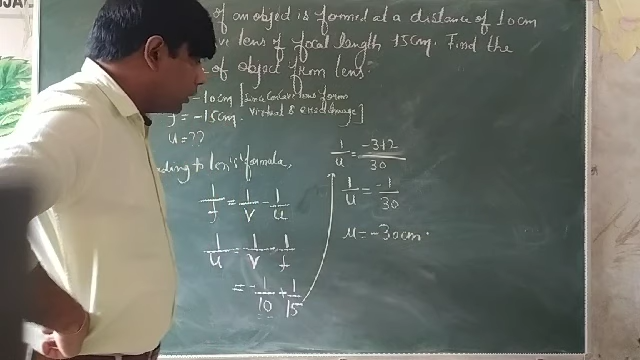 of an object is formed at a distance of 10cm
lens of focal length 15cm. Find the
of object from lens.
-10cm [Since Concave lens forms
f = -15cm. Virtual & erect image]
u = ??
ding to lens formula,
1/f = 1/v - 1/u
1/u = 1/v - 1/f
= -1/10 + 1/15
1/u = -3+2/30
1/u = -1/30
u = -30cm.